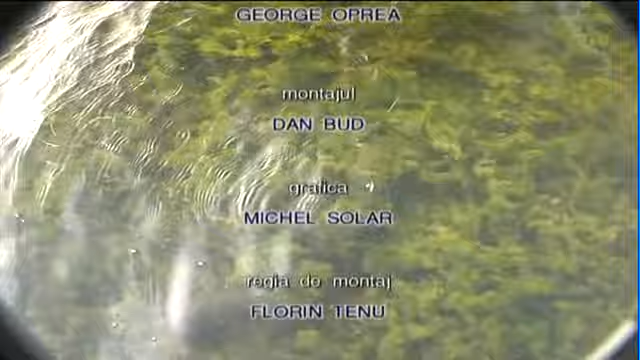 GEORGE OPREA
montajul
DAN BUD
grafica
MICHEL SOLAR
regia de montaj
FLORIN TENU